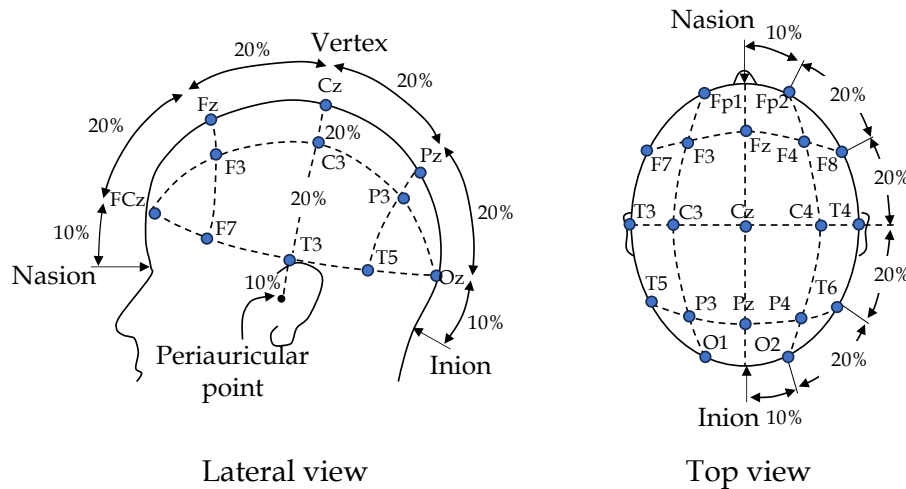 Vertex
20%
20%
Cz
Fz
20%
20%
C3
F3
Pz
20%
FCz
20%
P3
20%
F7
10%
T3
T5
Nasion
10%
Oz
10%
Periauricular
point
Inion
Lateral view
Nasion
10%
Fp1
Fp2
20%
F7
F3
Fz
F4
F8
20%
T3
C3
Cz
C4
T4
20%
T5
T6
P3
Pz
P4
O1
O2
20%
Inion
10%
Top view